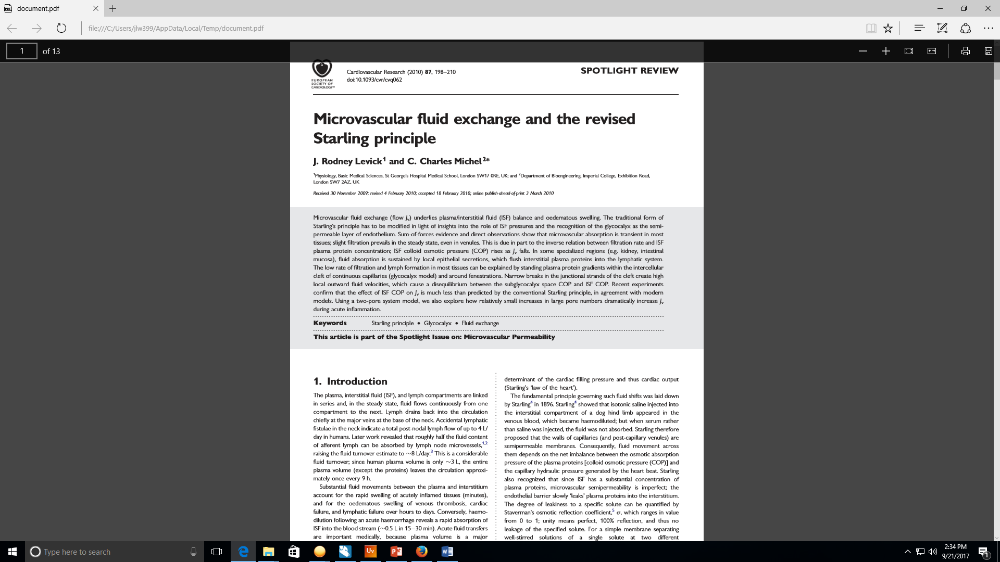 document.pdf
file:///C:/Users/jlw399/AppData/Local/Temp/document.pdf
1 of 13
EUROPEAN
SOCIETY OF
CARDIOLOGY®
Cardiovascular Research (2010) 87, 198–210
doi:10.1093/cvr/cvq062
SPOTLIGHT REVIEW
Microvascular fluid exchange and the revised
Starling principle
J. Rodney Levick1 and C. Charles Michel2*
1Physiology, Basic Medical Sciences, St George's Hospital Medical School, London SW17 0RE, UK; and 2Department of Bioengineering, Imperial College, Exhibition Road,
London SW7 2AZ, UK
Received 30 November 2009; revised 4 February 2010; accepted 18 February 2010; online publish-ahead-of-print 3 March 2010
Microvascular fluid exchange (flow Jv) underlies plasma/interstitial fluid (ISF) balance and oedematous swelling. The traditional form of
Starling's principle has to be modified in light of insights into the role of ISF pressures and the recognition of the glycocalyx as the semi-
permeable layer of endothelium. Sum-of-forces evidence and direct observations show that microvascular absorption is transient in most
tissues; slight filtration prevails in the steady state, even in venules. This is due in part to the inverse relation between filtration rate and ISF
plasma protein concentration; ISF colloid osmotic pressure (COP) rises as Jv falls. In some specialized regions (e.g. kidney, intestinal
mucosa), fluid absorption is sustained by local epithelial secretions, which flush interstitial plasma proteins into the lymphatic system.
The low rate of filtration and lymph formation in most tissues can be explained by standing plasma protein gradients within the intercellular
cleft of continuous capillaries (glycocalyx model) and around fenestrations. Narrow breaks in the junctional strands of the cleft create high
local outward fluid velocities, which cause a disequilibrium between the subglycocalyx space COP and ISF COP. Recent experiments
confirm that the effect of ISF COP on Jv is much less than predicted by the conventional Starling principle, in agreement with modern
models. Using a two-pore system model, we also explore how relatively small increases in large pore numbers dramatically increase Jv
during acute inflammation.
Keywords Starling principle • Glycocalyx • Fluid exchange
This article is part of the Spotlight Issue on: Microvascular Permeability
1. Introduction
The plasma, interstitial fluid (ISF), and lymph compartments are linked
in series and, in the steady state, fluid flows continuously from one
compartment to the next. Lymph drains back into the circulation
chiefly at the major veins at the base of the neck. Accidental lymphatic
fistulae in the neck indicate a total post-nodal lymph flow of up to 4 L/
day in humans. Later work revealed that roughly half the fluid content
of afferent lymph can be absorbed by lymph node microvessels,1,2
raising the fluid turnover estimate to ~8 L/day.3 This is a considerable
fluid turnover; since human plasma volume is only ~3 L, the entire
plasma volume (except the proteins) leaves the circulation approxi-
mately once every 9 h.
Substantial fluid movements between the plasma and interstitium
account for the rapid swelling of acutely inflamed tissues (minutes),
and for the oedematous swelling of venous thrombosis, cardiac
failure, and lymphatic failure over hours to days. Conversely, haemo-
dilution following an acute haemorrhage reveals a rapid absorption of
ISF into the blood stream (~0.5 L in 15–30 min). Acute fluid transfers
are important medically, because plasma volume is a major
determinant of the cardiac filling pressure and thus cardiac output
(Starling's 'law of the heart').
The fundamental principle governing such fluid shifts was laid down
by Starling4 in 1896. Starling4 showed that isotonic saline injected into
the interstitial compartment of a dog hind limb appeared in the
venous blood, which became haemodiluted; but when serum rather
than saline was injected, the fluid was not absorbed. Starling therefore
proposed that the walls of capillaries (and post-capillary venules) are
semipermeable membranes. Consequently, fluid movement across
them depends on the net imbalance between the osmotic absorption
pressure of the plasma proteins [colloid osmotic pressure (COP)] and
the capillary hydraulic pressure generated by the heart beat. Starling
also recognized that since ISF has a substantial concentration of
plasma proteins, microvascular semipermeability is imperfect; the
endothelial barrier slowly 'leaks' plasma proteins into the interstitium.
The degree of leakiness to a specific solute can be quantified by
Staverman's osmotic reflection coefficient,5 σ, which ranges in value
from 0 to 1; unity means perfect, 100% reflection, and thus no
leakage of the specified solute. For a simple membrane separating
well-stirred solutions of a single solute at two different
Type here to search
Uv
2:34 PM
9/21/2017
1